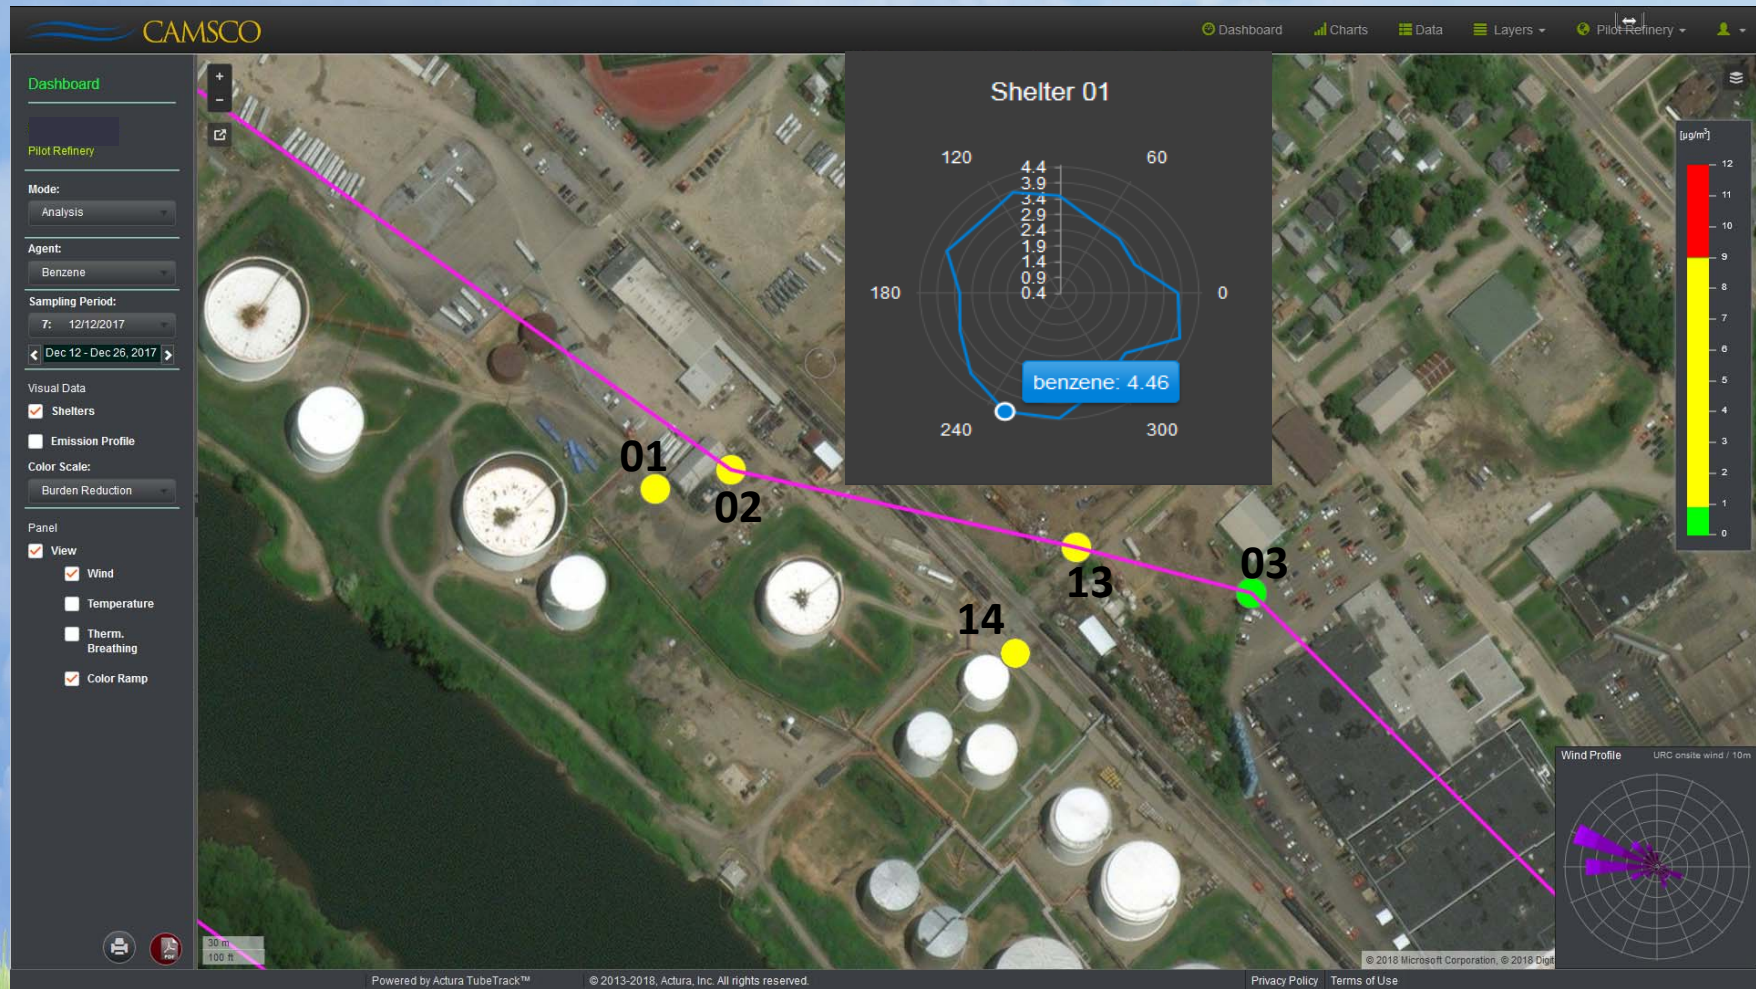 CAMSCO
Dashboard
Charts
Data
Layers
Pilot Refinery
Dashboard
Pilot Refinery
Mode:
Analysis
Agent:
Benzene
Sampling Period:
7: 12/12/2017
Dec 12 - Dec 26, 2017
Visual Data
Shelters
Emission Profile
Color Scale:
Burden Reduction
Panel
View
Wind
Temperature
Therm.
Breathing
Color Ramp
PDF
+
-
Shelter 01
120
60
4.4
3.9
3.4
2.9
2.4
1.9
1.4
0.9
0.4
180
0
benzene: 4.46
240
300
01
02
13
03
14
[µg/m³]
12
11
10
9
8
7
6
5
4
3
2
1
0
Wind Profile URC onsite wind / 10m
30 m
100 ft
© 2018 Microsoft Corporation, © 2018 Digit
Powered by Actura TubeTrack™ © 2013-2018, Actura, Inc. All rights reserved. Privacy Policy Terms of Use